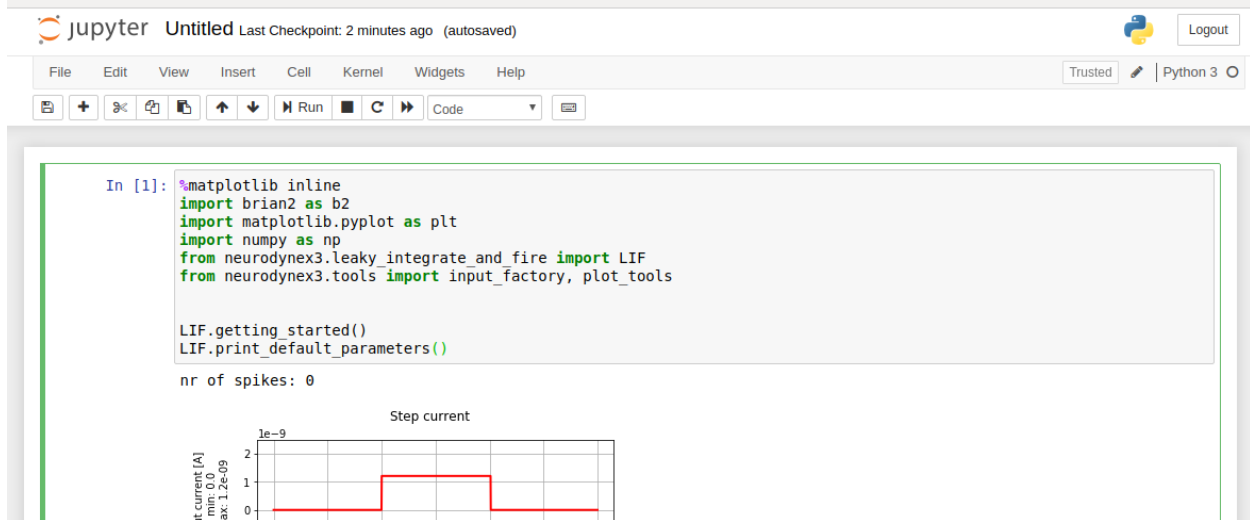 jupyter Untitled Last Checkpoint: 2 minutes ago (autosaved)
Logout
File Edit View Insert Cell Kernel Widgets Help
Trusted
Python 3
Run
Code
In [1]: %matplotlib inline
import brian2 as b2
import matplotlib.pyplot as plt
import numpy as np
from neurodynex3.leaky_integrate_and_fire import LIF
from neurodynex3.tools import input_factory, plot_tools
LIF.getting_started()
LIF.print_default_parameters()
nr of spikes: 0
Step current
1e−9
2
1
0
current [A]
min: 0.0
1.2e-09